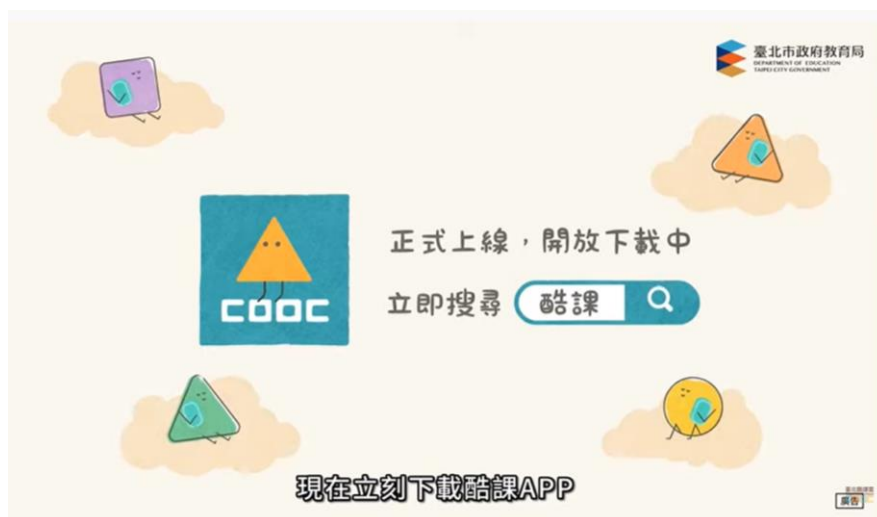 臺北市政府教育局
DEPARTMENT OF EDUCATION
TAIPEI CITY GOVERNMENT
正式上線，開放下載中
立即搜尋 酷課
COOC
現在立刻下載酷課APP
廣告